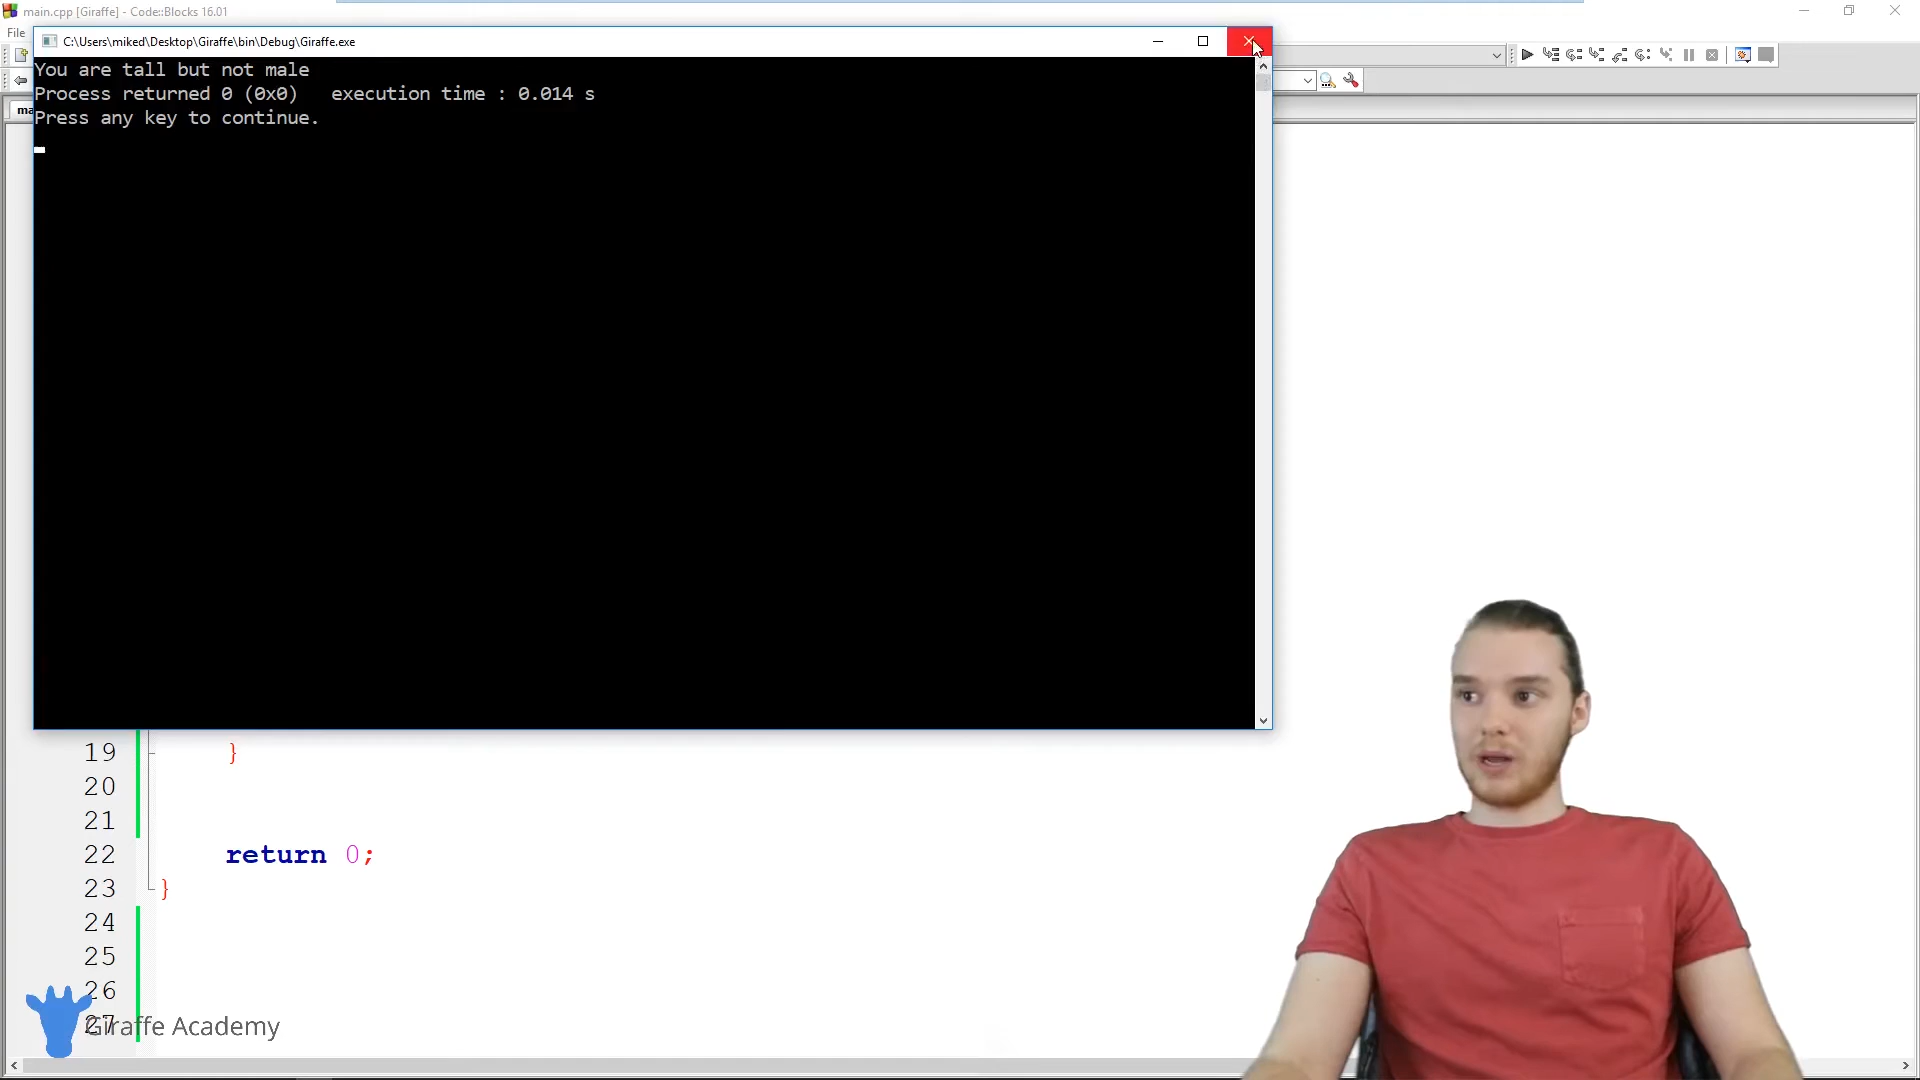 main.cpp [Giraffe] - Code::Blocks 16.01
File
C:\Users\miked\Desktop\Giraffe\bin\Debug\Giraffe.exe
You are tall but not male
Process returned 0 (0x0)   execution time : 0.014 s
Press any key to continue.
19 }
20
21
22 return 0;
23 }
24
25
26
27
Giraffe Academy